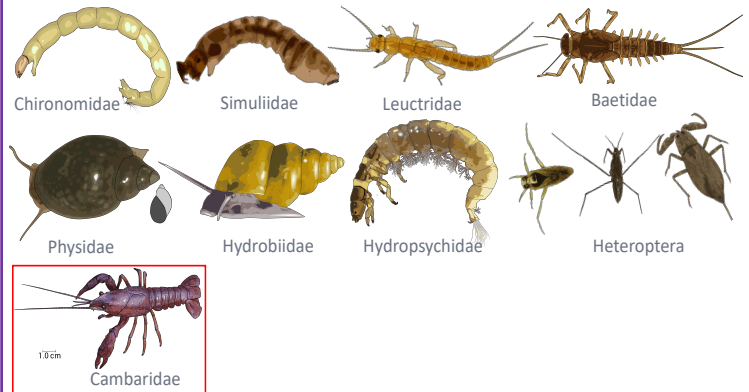 Chironomidae
Simuliidae
Leuctridae
Baetidae
Physidae
Hydrobiidae
Hydropsychidae
Heteroptera
1.0 cm
Cambaridae